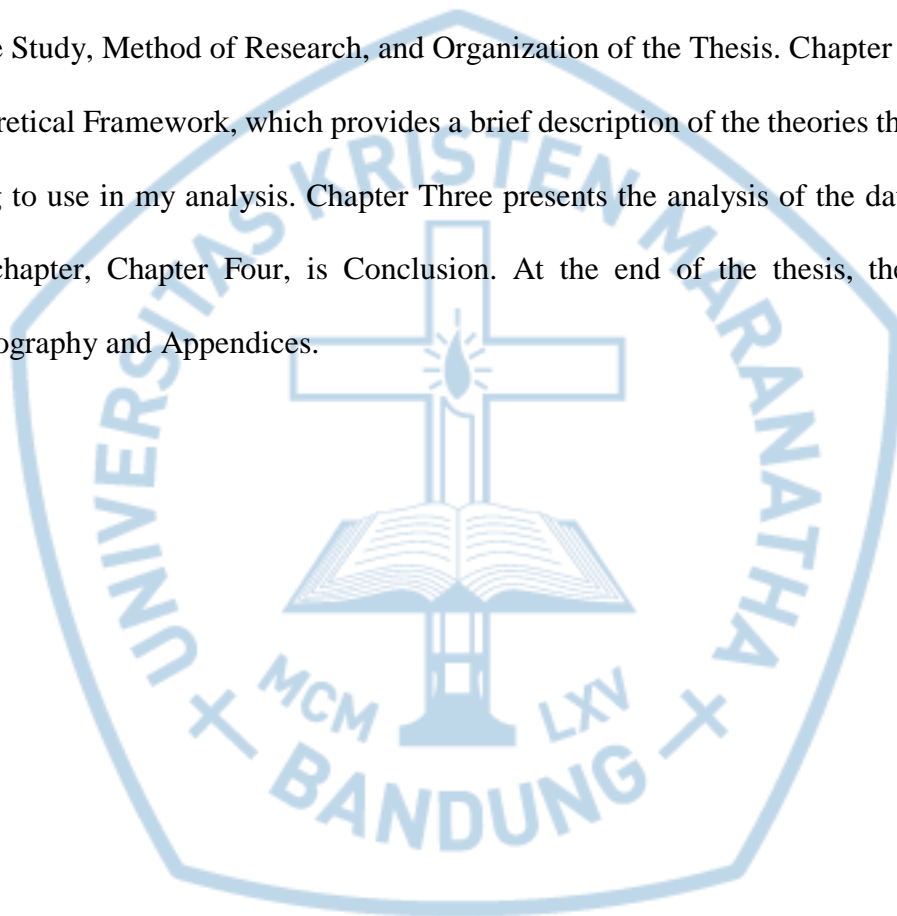 e Study, Method of Research, and Organization of the Thesis. Chapter
retical Framework, which provides a brief description of the theories th
g to use in my analysis. Chapter Three presents the analysis of the da
chapter, Chapter Four, is Conclusion. At the end of the thesis, the
ography and Appendices.
UNIVERSITAS KRISTEN MARANATHA
MCM LXV
BANDUNG